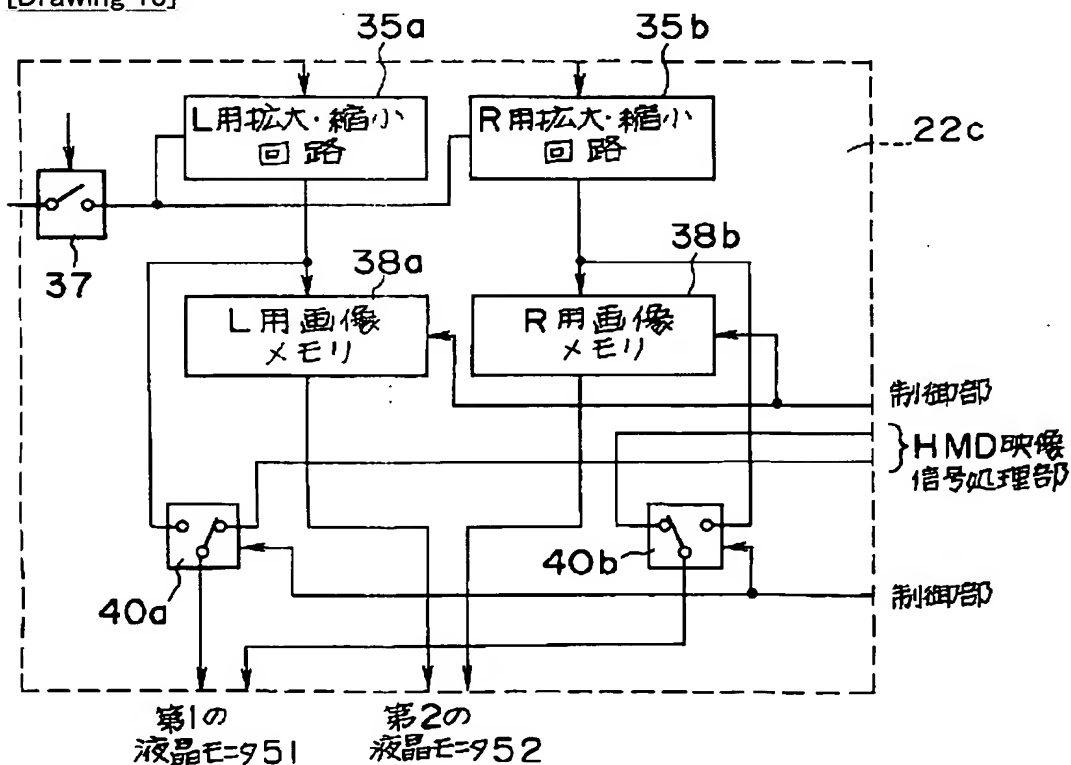 [Drawing 10]
35a
35b
L用拡大・縮小
回路
R用拡大・縮小
回路
22c
37
38a
38b
L用画像
メモリ
R用画像
メモリ
制御部
HMD映像
信号処理部
40a
40b
制御部
第1の
液晶モニタ51
第2の
液晶モニタ52